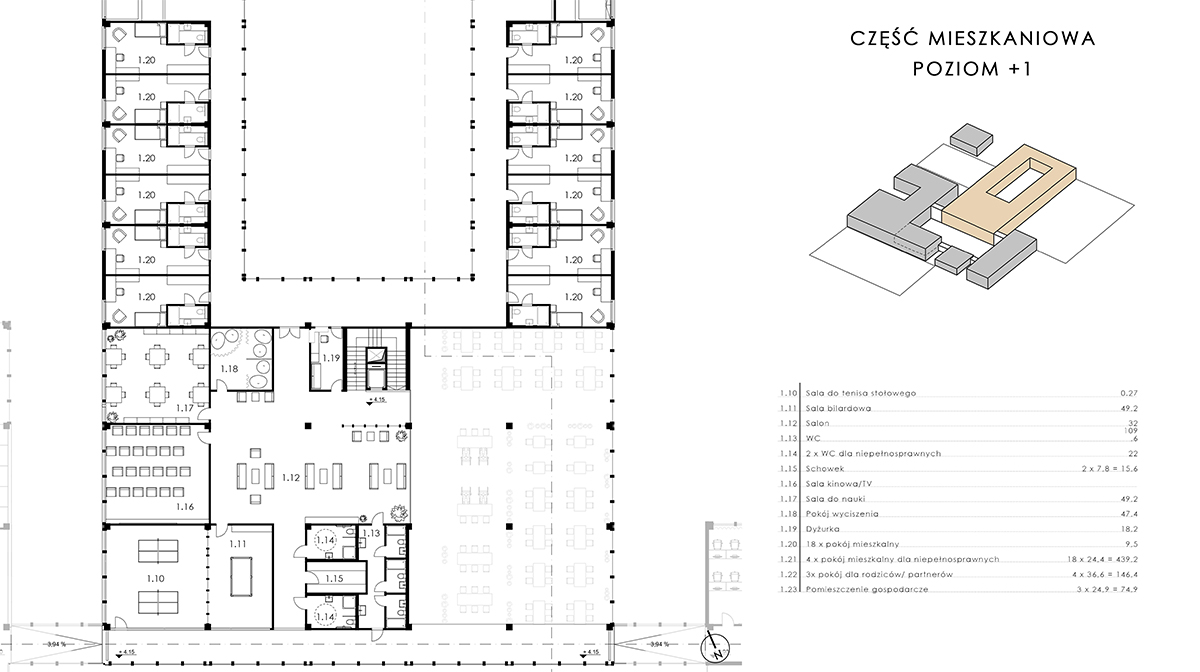 CZĘŚĆ MIESZKANIOWA
POZIOM +1
1.20 1.20
1.20 1.20
1.20 1.20
1.20 1.20
1.20 1.20
1.20 1.20
1.18 1.19
1.17
+ 4.15
1.12
1.16
1.13
1.14
1.11
1.10
1.15
1.14
3,94 % + 4.15 + 4.15 3,94 %
N
1.10 Sala do tenisa stołowego 0,27
1.11 Sala bilardowa 49,2
1.12 Salon 32
109
1.13 WC ,6
1.14 2 x WC dla niepełnosprawnych 22
1.15 Schowek 2 x 7,8 = 15,6
1.16 Sala kinowa/TV
1.17 Sala do nauki 49,2
1.18 Pokój wyciszenia 47,4
1.19 Dyżurka 18,2
1.20 18 x pokój mieszkalny 9,5
1.21 4 x pokój mieszkalny dla niepełnosprawnych 18 x 24,4 = 439,2
1.22 3x pokój dla rodziców/ partnerów 4 x 36,6 = 146,4
1.23 Pomieszczenie gospodarcze 3 x 24,9 = 74,9